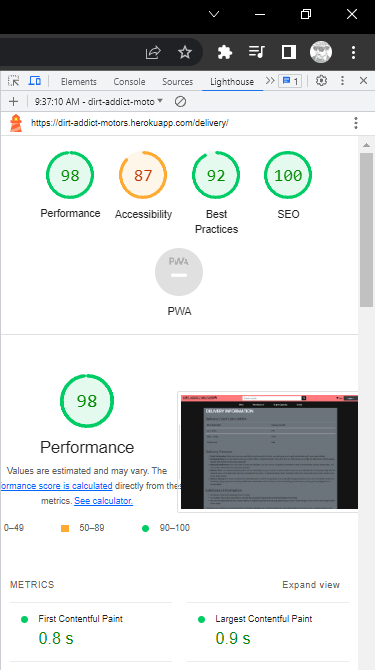 Elements Console Sources Lighthouse 1
9:37:10 AM - dirt-addict-moto
https://dirt-addict-motors.herokuapp.com/delivery/
98 87 92 100
Performance Accessibility Best Practices SEO
PWA
PWA
98
Performance
Values are estimated and may vary. The
ormance score is calculated directly from thes
metrics. See calculator.
0–49 50–89 90–100
DELIVERY INFORMATION
METRICS Expand view
First Contentful Paint Largest Contentful Paint
0.8 s 0.9 s